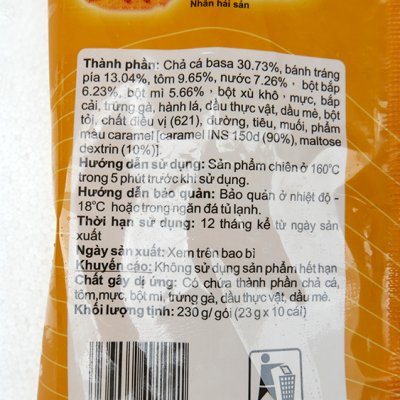 Nhân hải sản
Thành phần: Chả cá basa 30.73%, bánh tráng
pía 13.04%, tôm 9.65%, nước 7.26%, bột bắp
6.23%, bột mì 5.66%, bột xù khô, mực, bắp
cải, trứng gà, hành lá, dầu thực vật, dầu mè, bột
tỏi, chất điều vị (621), đường, tiêu, muối, phẩm
màu caramel [caramel INS 150d (90%), maltose
dextrin (10%)].
Hướng dẫn sử dụng: Sản phẩm chiên ở 160°C
trong 5 phút trước khi sử dụng.
Hướng dẫn bảo quản: Bảo quản ở nhiệt độ -
18°C hoặc trong ngăn đá tủ lạnh.
Thời hạn sử dụng: 12 tháng kể từ ngày sản
xuất
Ngày sản xuất: Xem trên bao bì
Khuyến cáo: Không sử dụng sản phẩm hết hạn
Chất gây dị ứng: Có chứa thành phần chả cá,
tôm,mực, bột mì, trứng gà, dầu thực vật, dầu mè.
Khối lượng tịnh: 230 g/ gói (23 g x 10 cái)